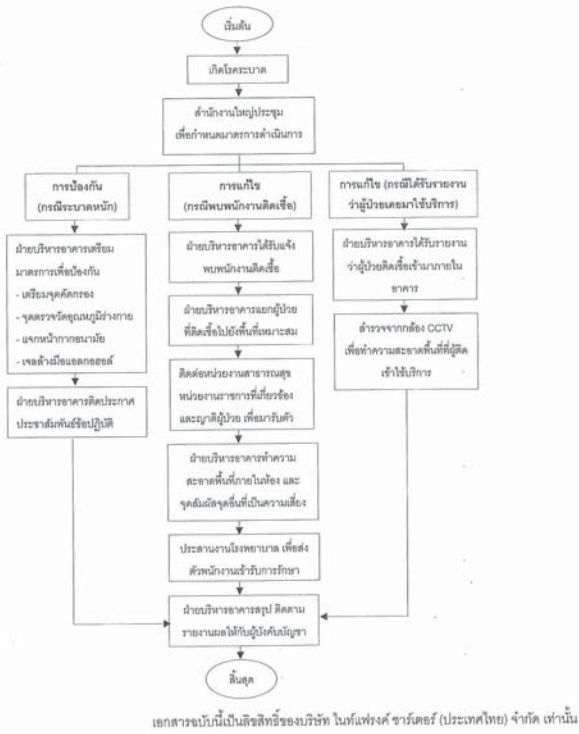 เริ่มต้น
เกิดโรคระบาด
สำนักงานใหญ่ประชุม
เพื่อกำหนดมาตรการดำเนินการ
การป้องกัน
(กรณีระบาดหนัก)
ฝ่ายบริหารอาคารเตรียม
มาตรการเพื่อป้องกัน
- เตรียมจุดคัดกรอง
- จุดตรวจวัดอุณหภูมิร่างกาย
- แจกหน้ากากอนามัย
- เจลล้างมือแอลกอฮอล์
ฝ่ายบริหารอาคารติดประกาศ
ประชาสัมพันธ์ข้อปฏิบัติ
การแก้ไข
(กรณีพบพนักงานติดเชื้อ)
ฝ่ายบริหารอาคารได้รับแจ้ง
พบพนักงานติดเชื้อ
ฝ่ายบริหารอาคารแยกผู้ป่วย
ที่ติดเชื้อไปยังพื้นที่เหมาะสม
ติดต่อหน่วยงานสาธารณสุข
หน่วยงานราชการที่เกี่ยวข้อง
และญาติผู้ป่วย เพื่อมารับตัว
ฝ่ายบริหารอาคารทำความ
สะอาดพื้นที่ภายในห้อง และ
จุดสัมผัสจุดอื่นที่เป็นความเสี่ยง
ประสานงานโรงพยาบาล เพื่อส่ง
ตัวพนักงานเข้ารับการรักษา
การแก้ไข (กรณีได้รับรายงาน
ว่าผู้ป่วยเคยมาใช้บริการ)
ฝ่ายบริหารอาคารได้รับรายงาน
ว่าผู้ป่วยติดเชื้อเข้ามาภายใน
อาคาร
สำรวจจากกล้อง CCTV
เพื่อทำความสะอาดพื้นที่ที่ผู้ติด
เข้าใช้บริการ
ฝ่ายบริหารอาคารสรุป ติดตาม
รายงานผลให้กับผู้บังคับบัญชา
สิ้นสุด
เอกสารฉบับนี้เป็นลิขสิทธิ์ของบริษัท ไนท์แฟรงค์ ชาร์เตอร์ (ประเทศไทย) จำกัด เท่านั้น